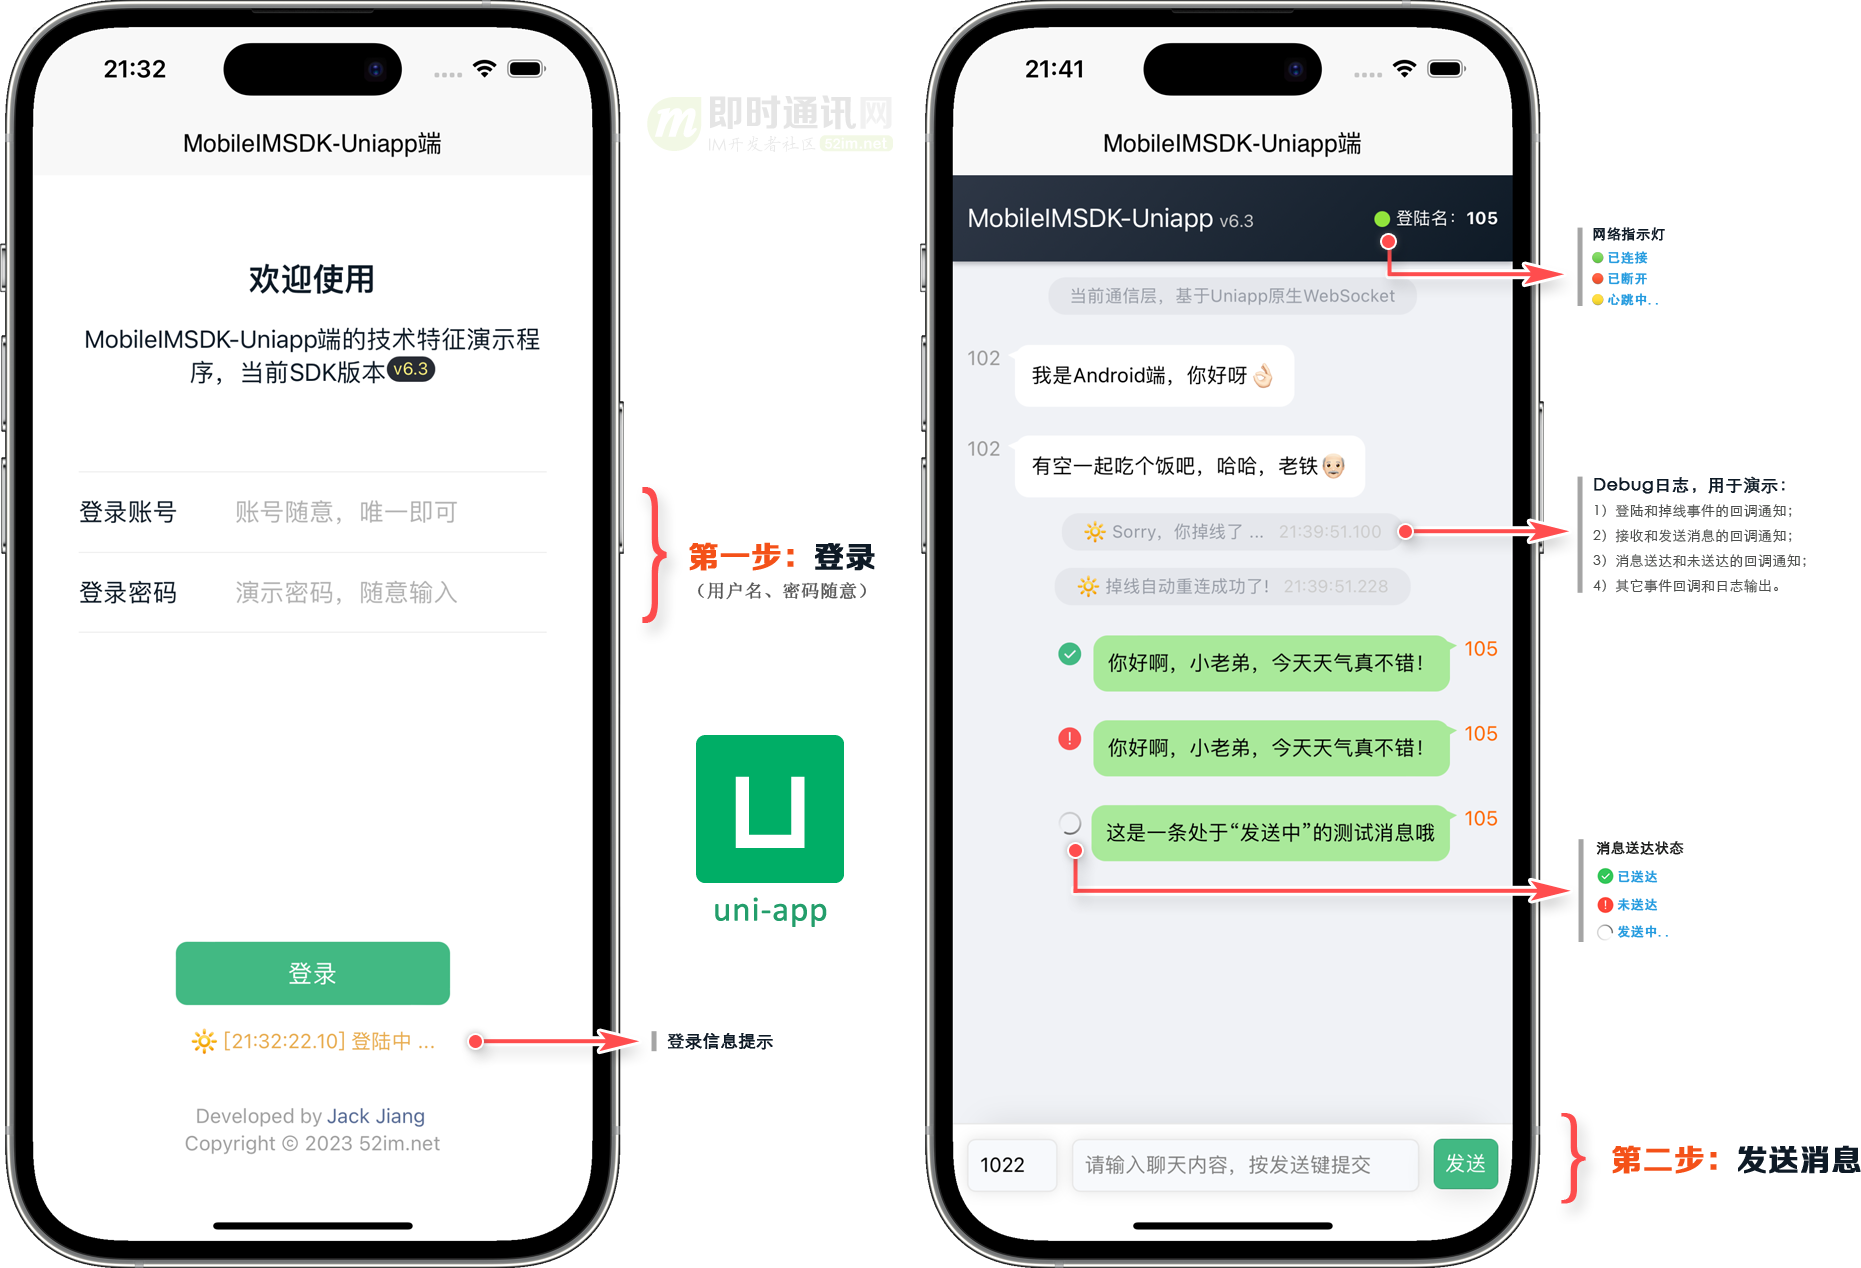 21:32
MobileIMSDK-Uniapp端
欢迎使用
MobileIMSDK-Uniapp端的技术特征演示程
序，当前SDK版本 v6.3
登录账号 账号随意，唯一即可
登录密码 演示密码，随意输入
登录
[21:32:22.10] 登陆中 ...
Developed by Jack Jiang
Copyright © 2023 52im.net
即时通讯网
IM开发者社区 52im.net
第一步：登录
（用户名、密码随意）
uni-app
登录信息提示
21:41
MobileIMSDK-Uniapp端
MobileIMSDK-Uniapp v6.3 登陆名：105
当前通信层，基于Uniapp原生WebSocket
102
我是Android端，你好呀👌🏻
102
有空一起吃个饭吧，哈哈，老铁👴🏻
Sorry，你掉线了 ... 21:39:51.100
掉线自动重连成功了! 21:39:51.228
你好啊，小老弟，今天天气真不错！ 105
你好啊，小老弟，今天天气真不错！ 105
这是一条处于“发送中”的测试消息哦 105
1022 请输入聊天内容，按发送键提交 发送
网络指示灯
已连接
已断开
心跳中..
Debug日志，用于演示：
1）登陆和掉线事件的回调通知；
2）接收和发送消息的回调通知；
3）消息送达和未送达的回调通知；
4）其它事件回调和日志输出。
消息送达状态
已送达
未送达
发送中..
第二步：发送消息